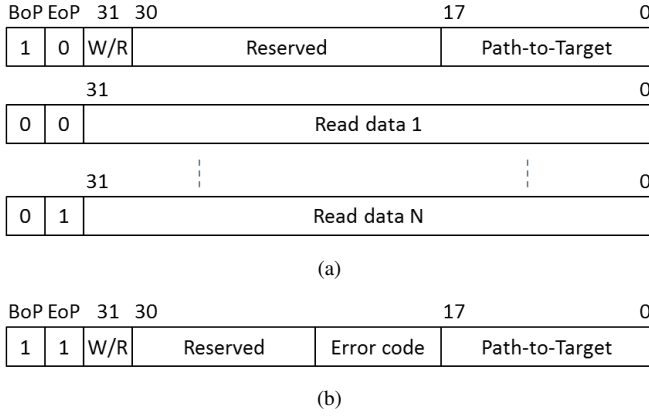 BoP EoP 31 30 17 0
1 0 W/R Reserved Path-to-Target
31 0
0 0 Read data 1
31 0
0 1 Read data N
(a)
BoP EoP 31 30 17 0
1 1 W/R Reserved Error code Path-to-Target
(b)